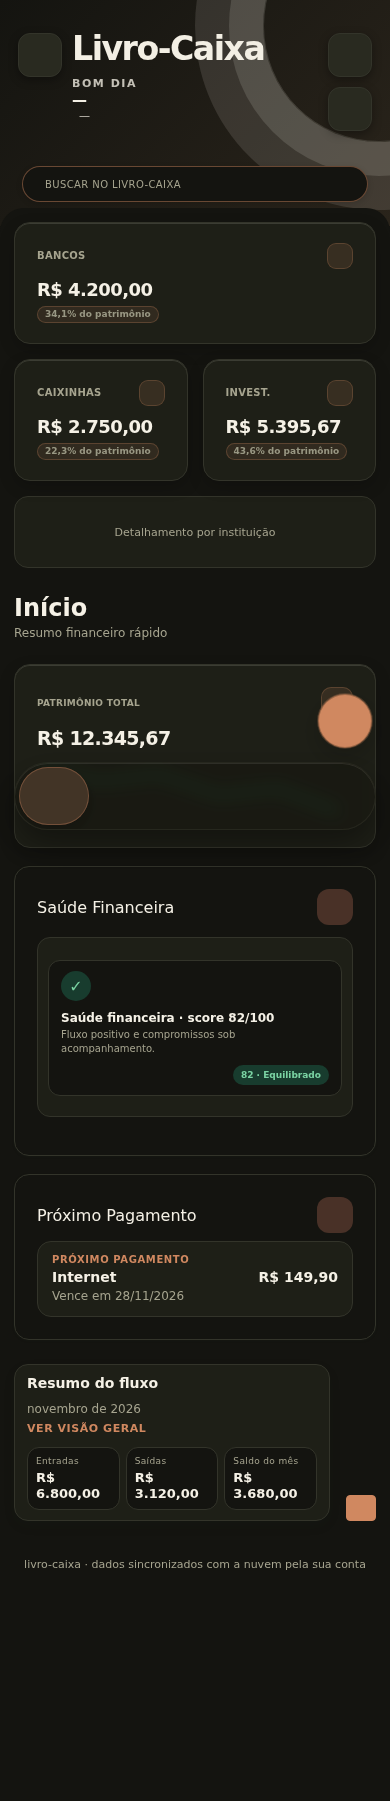 Livro-Caixa
BOM DIA
—
—
BUSCAR NO LIVRO-CAIXA
BANCOS
R$ 4.200,00
34,1% do patrimônio
CAIXINHAS
R$ 2.750,00
22,3% do patrimônio
INVEST.
R$ 5.395,67
43,6% do patrimônio
Detalhamento por instituição
Início
Resumo financeiro rápido
PATRIMÔNIO TOTAL
R$ 12.345,67
Saúde Financeira
✓
Saúde financeira · score 82/100
Fluxo positivo e compromissos sob
acompanhamento.
82 · Equilibrado
Próximo Pagamento
PRÓXIMO PAGAMENTO
Internet R$ 149,90
Vence em 28/11/2026
Resumo do fluxo
novembro de 2026
VER VISÃO GERAL
Entradas
R$
6.800,00
Saídas
R$
3.120,00
Saldo do mês
R$
3.680,00
livro-caixa · dados sincronizados com a nuvem pela sua conta